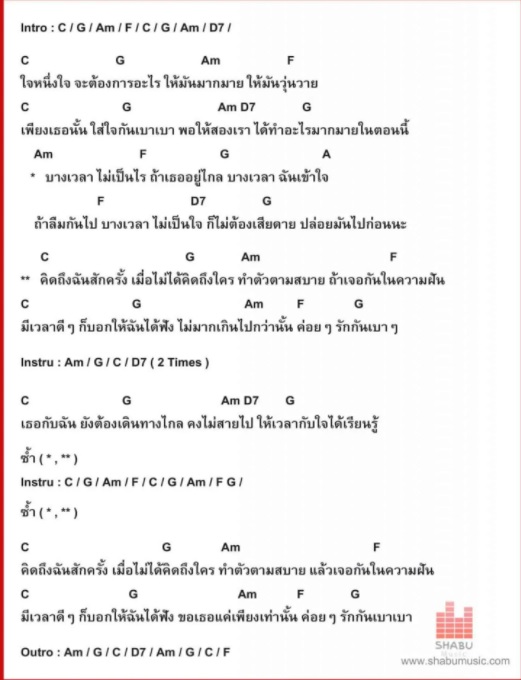 Intro : C / G / Am / F / C / G / Am / D7 /
C G Am F
ใจหนึ่งใจ จะต้องการอะไร ให้มันมากมาย ให้มันวุ่นวาย
C G Am D7 G
เพียงเธอนั้น ใส่ใจกันเบาเบา พอให้สองเรา ได้ทำอะไรมากมายในตอนนี้
Am F G A
* บางเวลา ไม่เป็นไร ถ้าเธออยู่ไกล บางเวลา ฉันเข้าใจ
F D7 G
ถ้าลืมกันไป บางเวลา ไม่เป็นใจ ก็ไม่ต้องเสียดาย ปล่อยมันไปก่อนนะ
C G Am F
** คิดถึงฉันสักครั้ง เมื่อไม่ได้คิดถึงใคร ทำตัวตามสบาย ถ้าเจอกันในความฝัน
C G Am F G
มีเวลาดี ๆ ก็บอกให้ฉันได้ฟัง ไม่มากเกินไปกว่านั้น ค่อย ๆ รักกันเบา ๆ
Instru : Am / G / C / D7 ( 2 Times )
C G Am D7 G
เธอกับฉัน ยังต้องเดินทางไกล คงไม่สายไป ให้เวลากับใจได้เรียนรู้
ซ้ำ ( * , ** )
Instru : C / G / Am / F / C / G / Am / F G /
ซ้ำ ( * , ** )
C G Am F
คิดถึงฉันสักครั้ง เมื่อไม่ได้คิดถึงใคร ทำตัวตามสบาย แล้วเจอกันในความฝัน
C G Am F G
มีเวลาดี ๆ ก็บอกให้ฉันได้ฟัง ขอเธอแค่เพียงเท่านั้น ค่อย ๆ รักกันเบาเบา
Outro : Am / G / C / D7 / Am / G / C / F
SHABU
Music
www.shabumusic.com